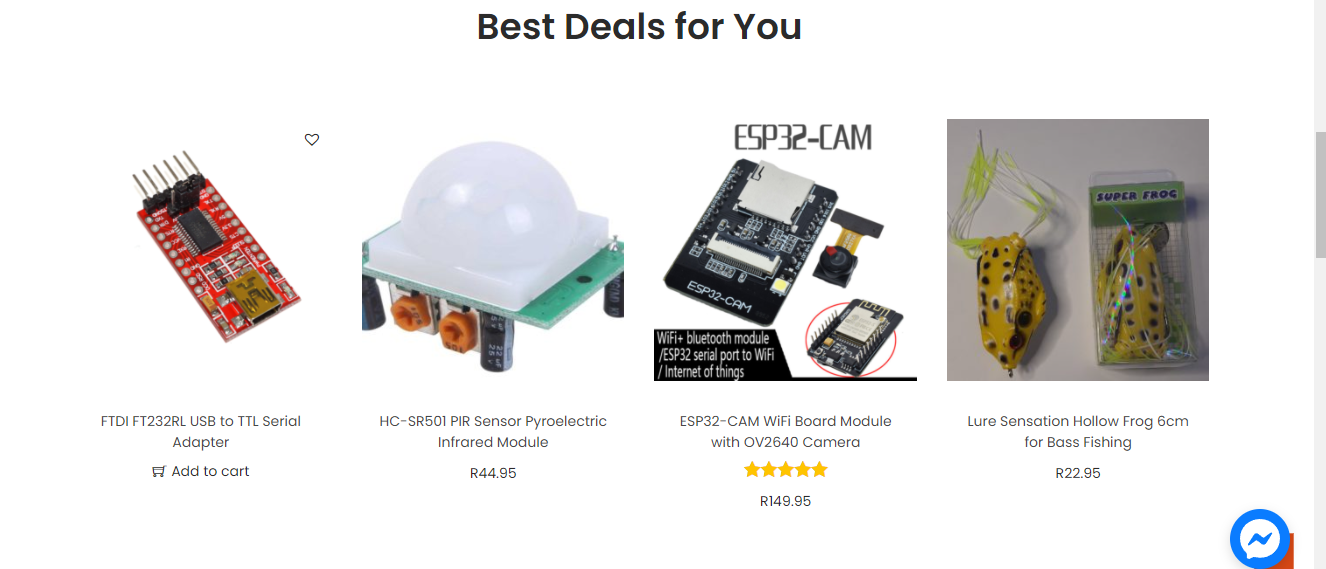 Best Deals for You
ESP32-CAM
ESP32-CAM
WiFi+ bluetooth module
/ESP32 serial port to WiFi
/ Internet of things
SUPER FROG
FTDI FT232RL USB to TTL Serial
Adapter
Add to cart
HC-SR501 PIR Sensor Pyroelectric
Infrared Module
R44.95
ESP32-CAM WiFi Board Module
with OV2640 Camera
R149.95
Lure Sensation Hollow Frog 6cm
for Bass Fishing
R22.95